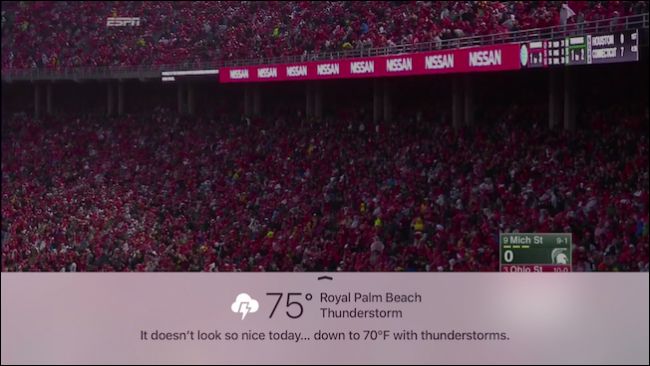 ESPN
NISSAN NISSAN NISSAN NISSAN NISSAN NISSAN NISSAN NISSAN
HOUSTON 0
CONNECTICUT 7
9 Mich St 9-1
0
3 Ohio St 10-0
75° Royal Palm Beach
Thunderstorm
It doesn't look so nice today... down to 70°F with thunderstorms.